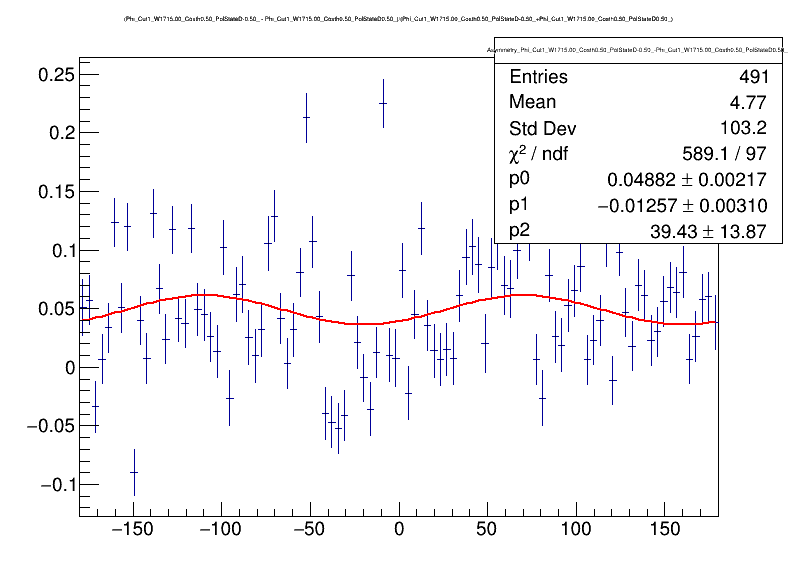 (Phi_Cut1_W1715.00_Costh0.50_PolStateD-0.50_ - Phi_Cut1_W1715.00_Costh0.50_PolStateD0.50_)/(Phi_Cut1_W1715.00_Costh0.50_PolStateD-0.50_+Phi_Cut1_W1715.00_Costh0.50_PolStateD0.50_)
Asymmetry_Phi_Cut1_W1715.00_Costh0.50_PolStateD-0.50_-Phi_Cut1_W1715.00_Costh0.50_PolStateD0.50_
Entries 491
Mean 4.77
Std Dev 103.2
χ² / ndf 589.1 / 97
p0 0.04882 ± 0.00217
p1 −0.01257 ± 0.00310
p2 39.43 ± 13.87
0.25
0.2
0.15
0.1
0.05
0
−0.05
−0.1
−150 −100 −50 0 50 100 150